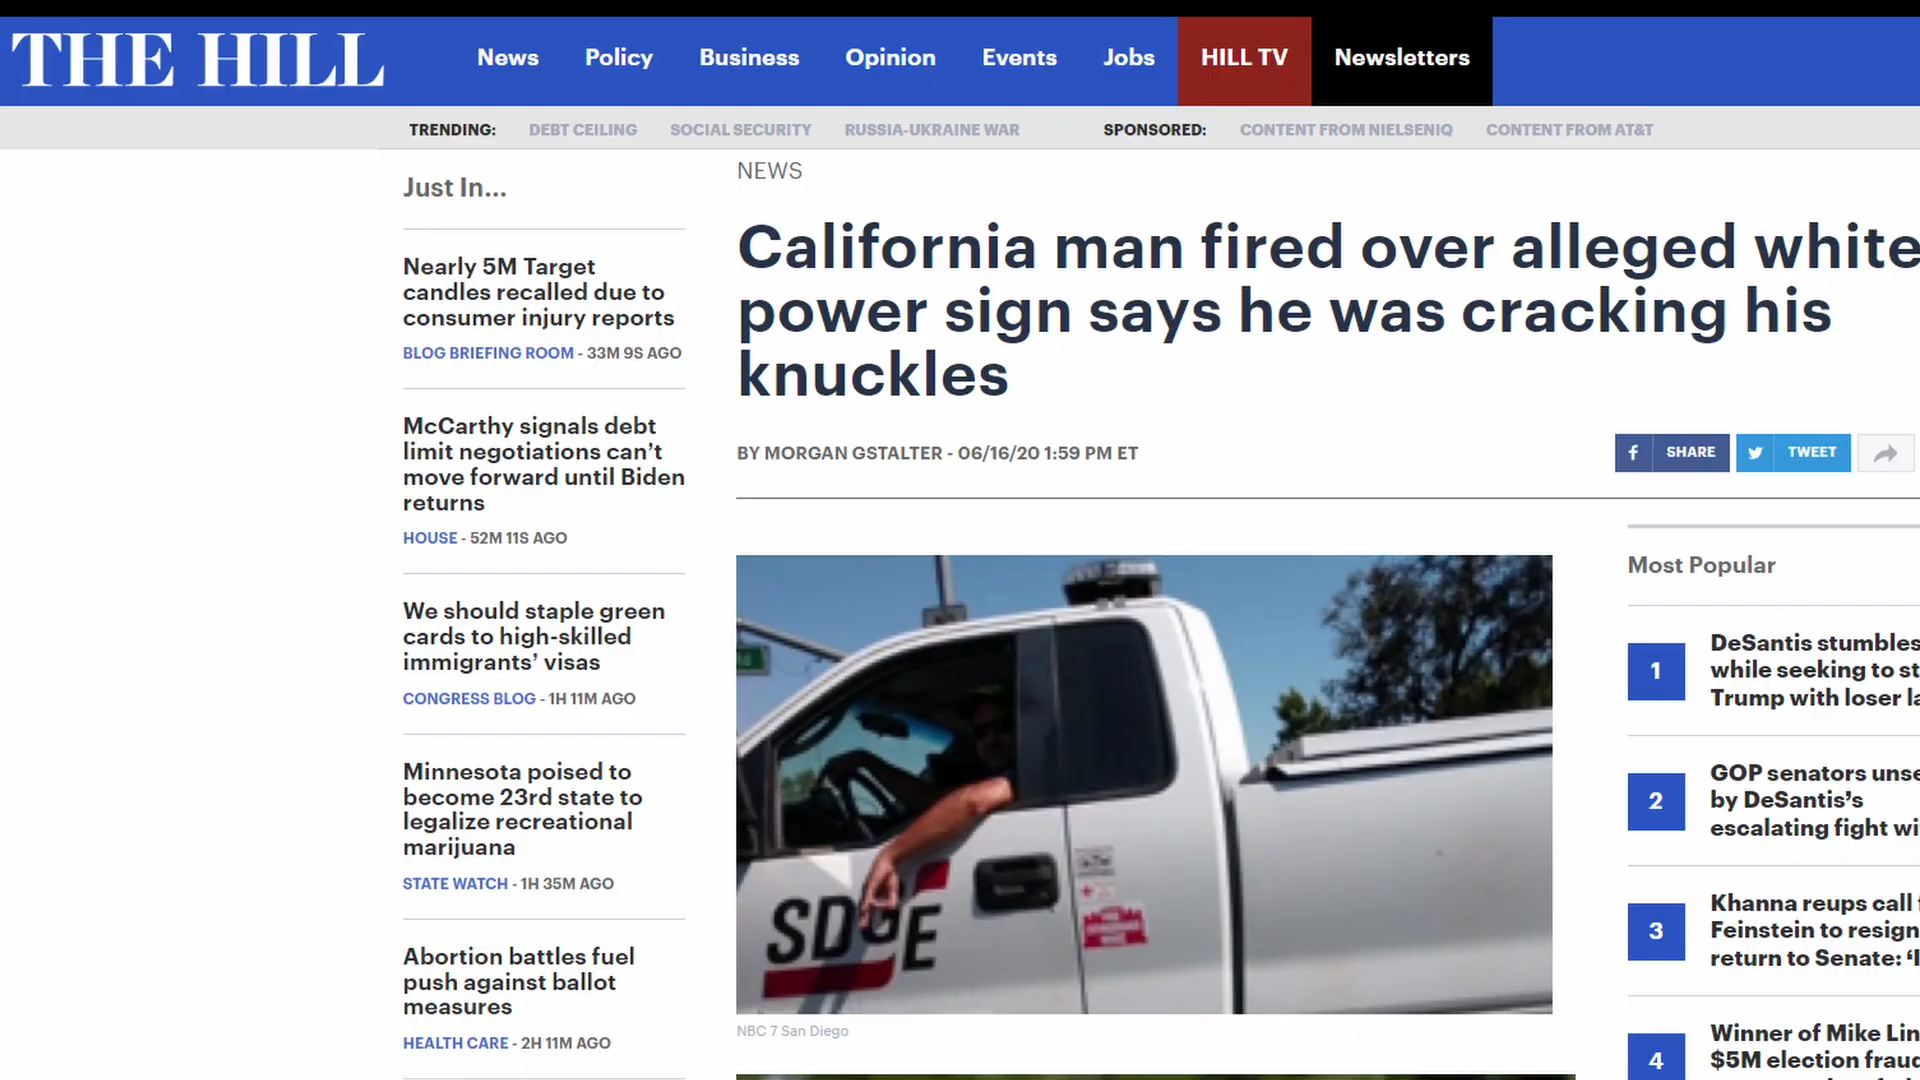 THE HILL
News Policy Business Opinion Events Jobs HILL TV Newsletters
TRENDING: DEBT CEILING SOCIAL SECURITY RUSSIA-UKRAINE WAR SPONSORED: CONTENT FROM NIELSENIQ CONTENT FROM AT&T
Just In...
Nearly 5M Target
candles recalled due to
consumer injury reports
BLOG BRIEFING ROOM - 33M 9S AGO
McCarthy signals debt
limit negotiations can’t
move forward until Biden
returns
HOUSE - 52M 11S AGO
We should staple green
cards to high-skilled
immigrants’ visas
CONGRESS BLOG - 1H 11M AGO
Minnesota poised to
become 23rd state to
legalize recreational
marijuana
STATE WATCH - 1H 35M AGO
Abortion battles fuel
push against ballot
measures
HEALTH CARE - 2H 11M AGO
NEWS
California man fired over alleged white
power sign says he was cracking his
knuckles
BY MORGAN GSTALTER - 06/16/20 1:59 PM ET
SHARE TWEET
SDGE
NBC 7 San Diego
Most Popular
1
DeSantis stumbles
while seeking to st
Trump with loser la
2
GOP senators unse
by DeSantis’s
escalating fight wi
3
Khanna reups call f
Feinstein to resign
return to Senate: ‘I
4
Winner of Mike Lin
$5M election frau